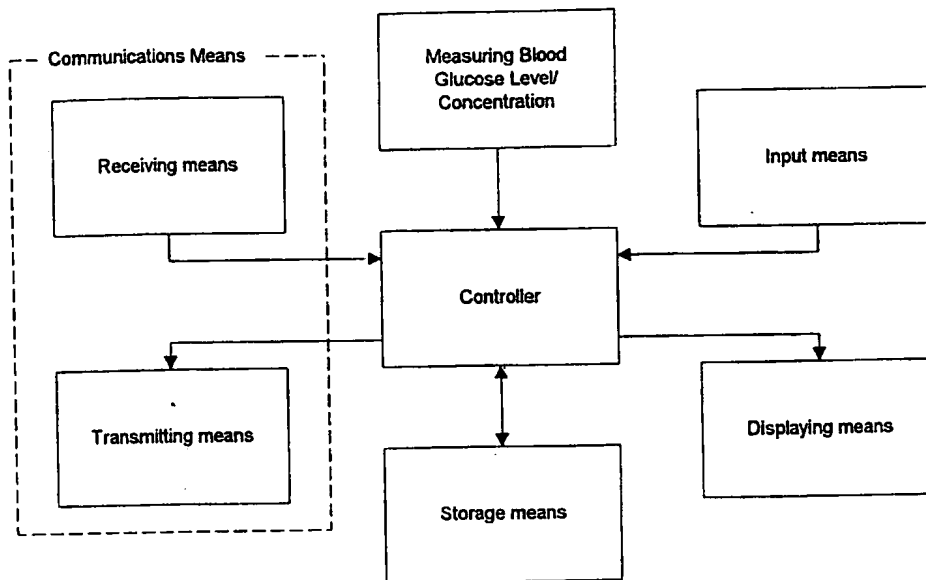 Communications Means
Measuring Blood
Glucose Level/
Concentration
Receiving means
Input means
Controller
Transmitting means
Displaying means
Storage means